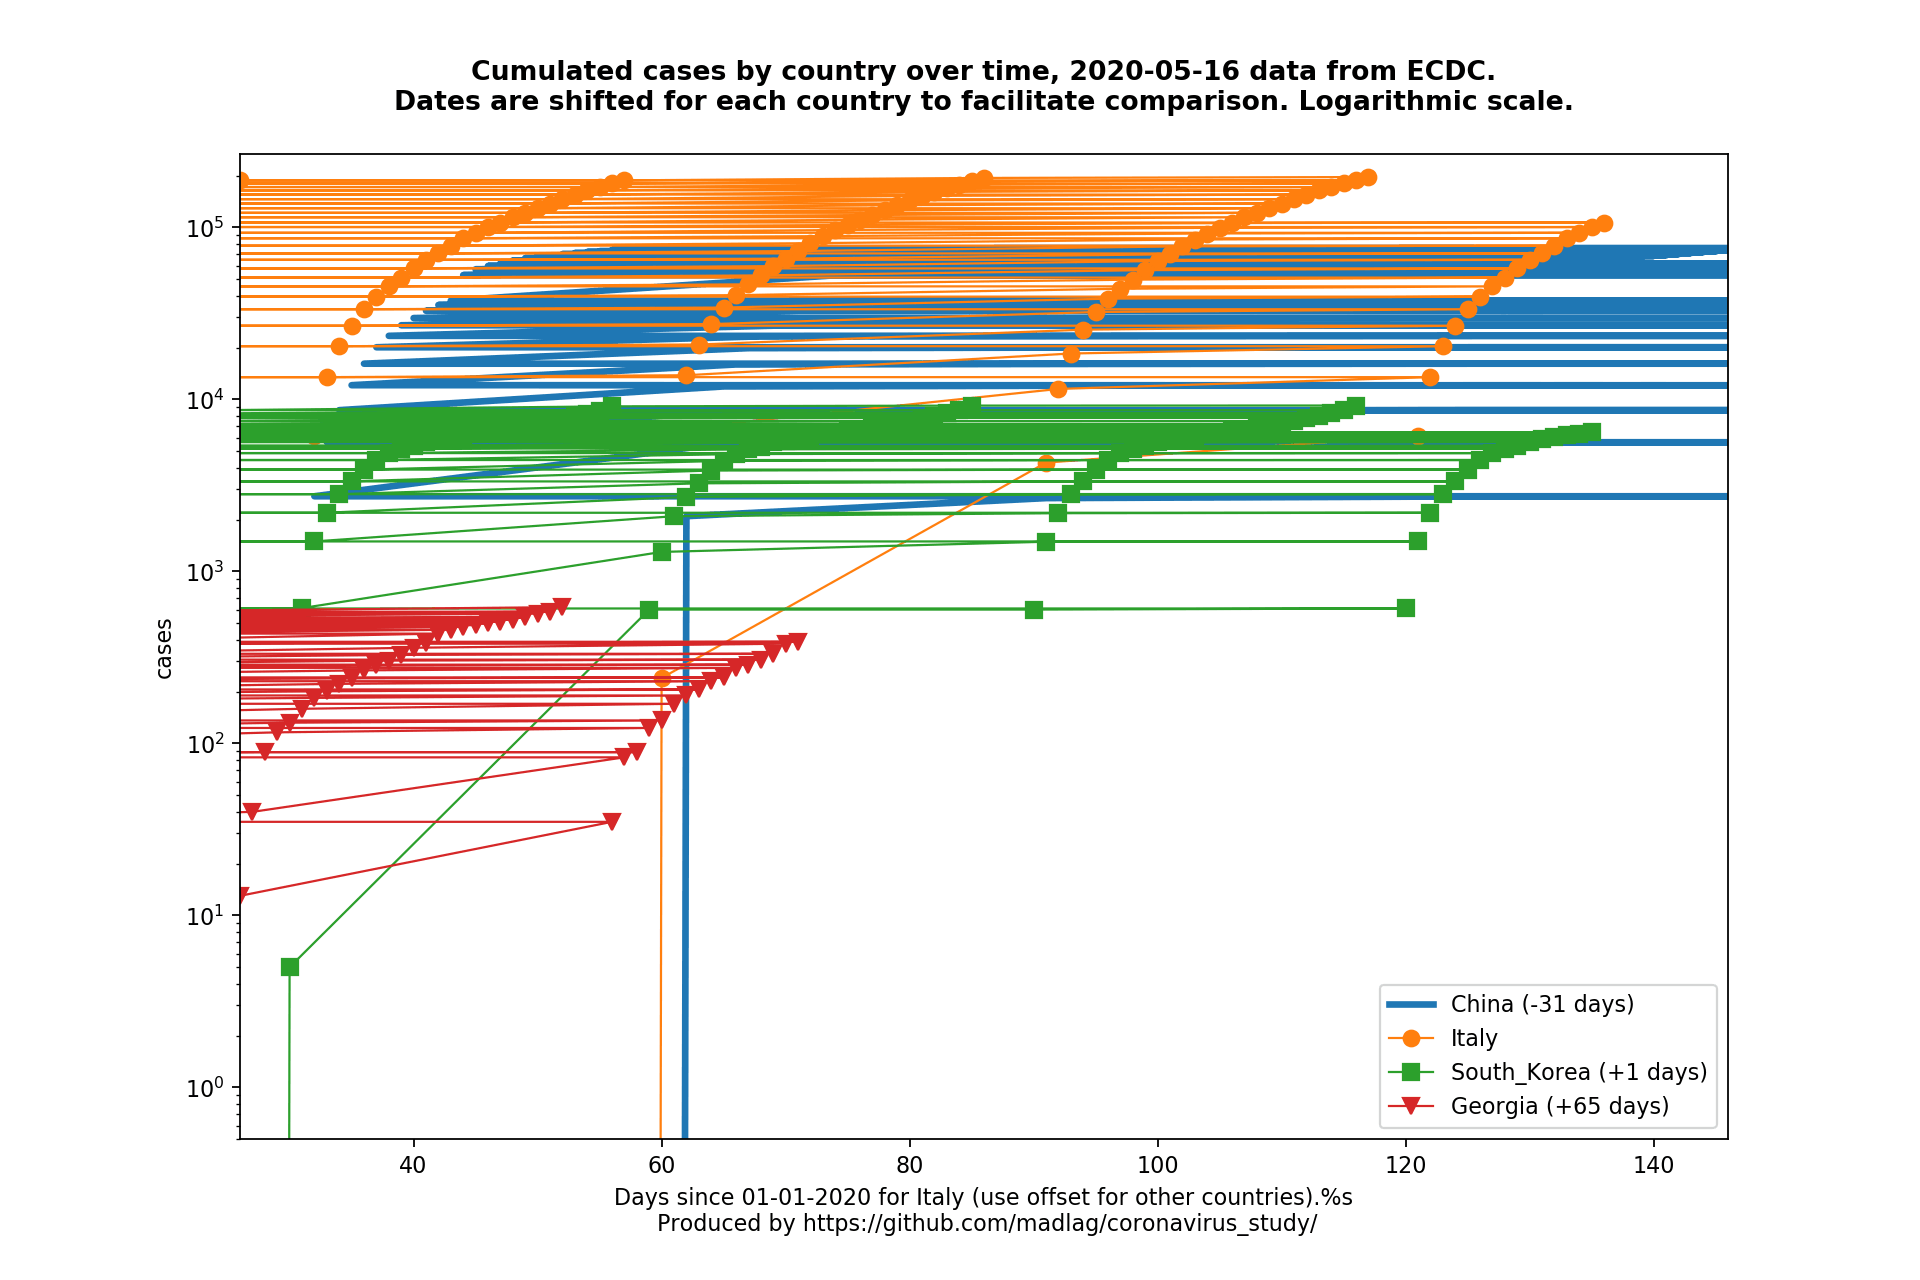 Cumulated cases by country over time, 2020-05-16 data from ECDC.
Dates are shifted for each country to facilitate comparison. Logarithmic scale.
10^5
10^4
10^3
10^2
10^1
10^0
cases
China (-31 days)
Italy
South_Korea (+1 days)
Georgia (+65 days)
40 60 80 100 120 140
Days since 01-01-2020 for Italy (use offset for other countries).%s
Produced by https://github.com/madlag/coronavirus_study/